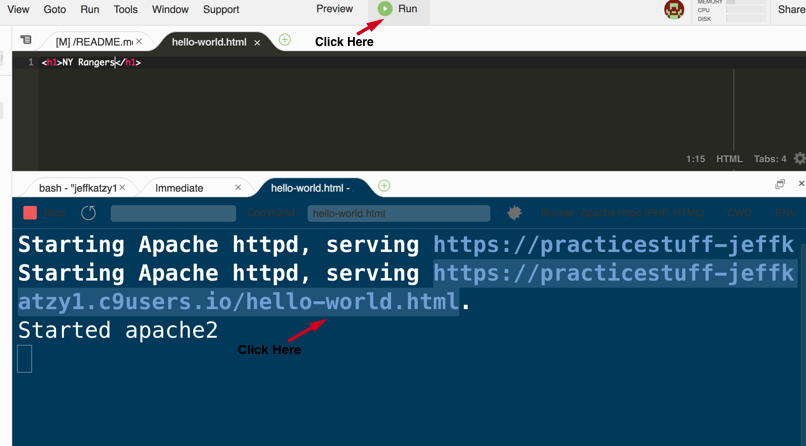 View Goto Run Tools Window Support Preview Run MEMORY Share
CPU
DISK
Click Here
[M] /README.m× hello-world.html ×
1 <h1>NY Rangers</h1>
1:15 HTML Tabs: 4
bash - "jeffkatzy1× Immediate × hello-world.html - ×
Stop Command hello-world.html Runner: Apache httpd (PHP, HTML) CWD ENV
Starting Apache httpd, serving https://practicestuff-jeffk
Starting Apache httpd, serving https://practicestuff-jeffk
atzy1.c9users.io/hello-world.html.
Started apache2
Click Here